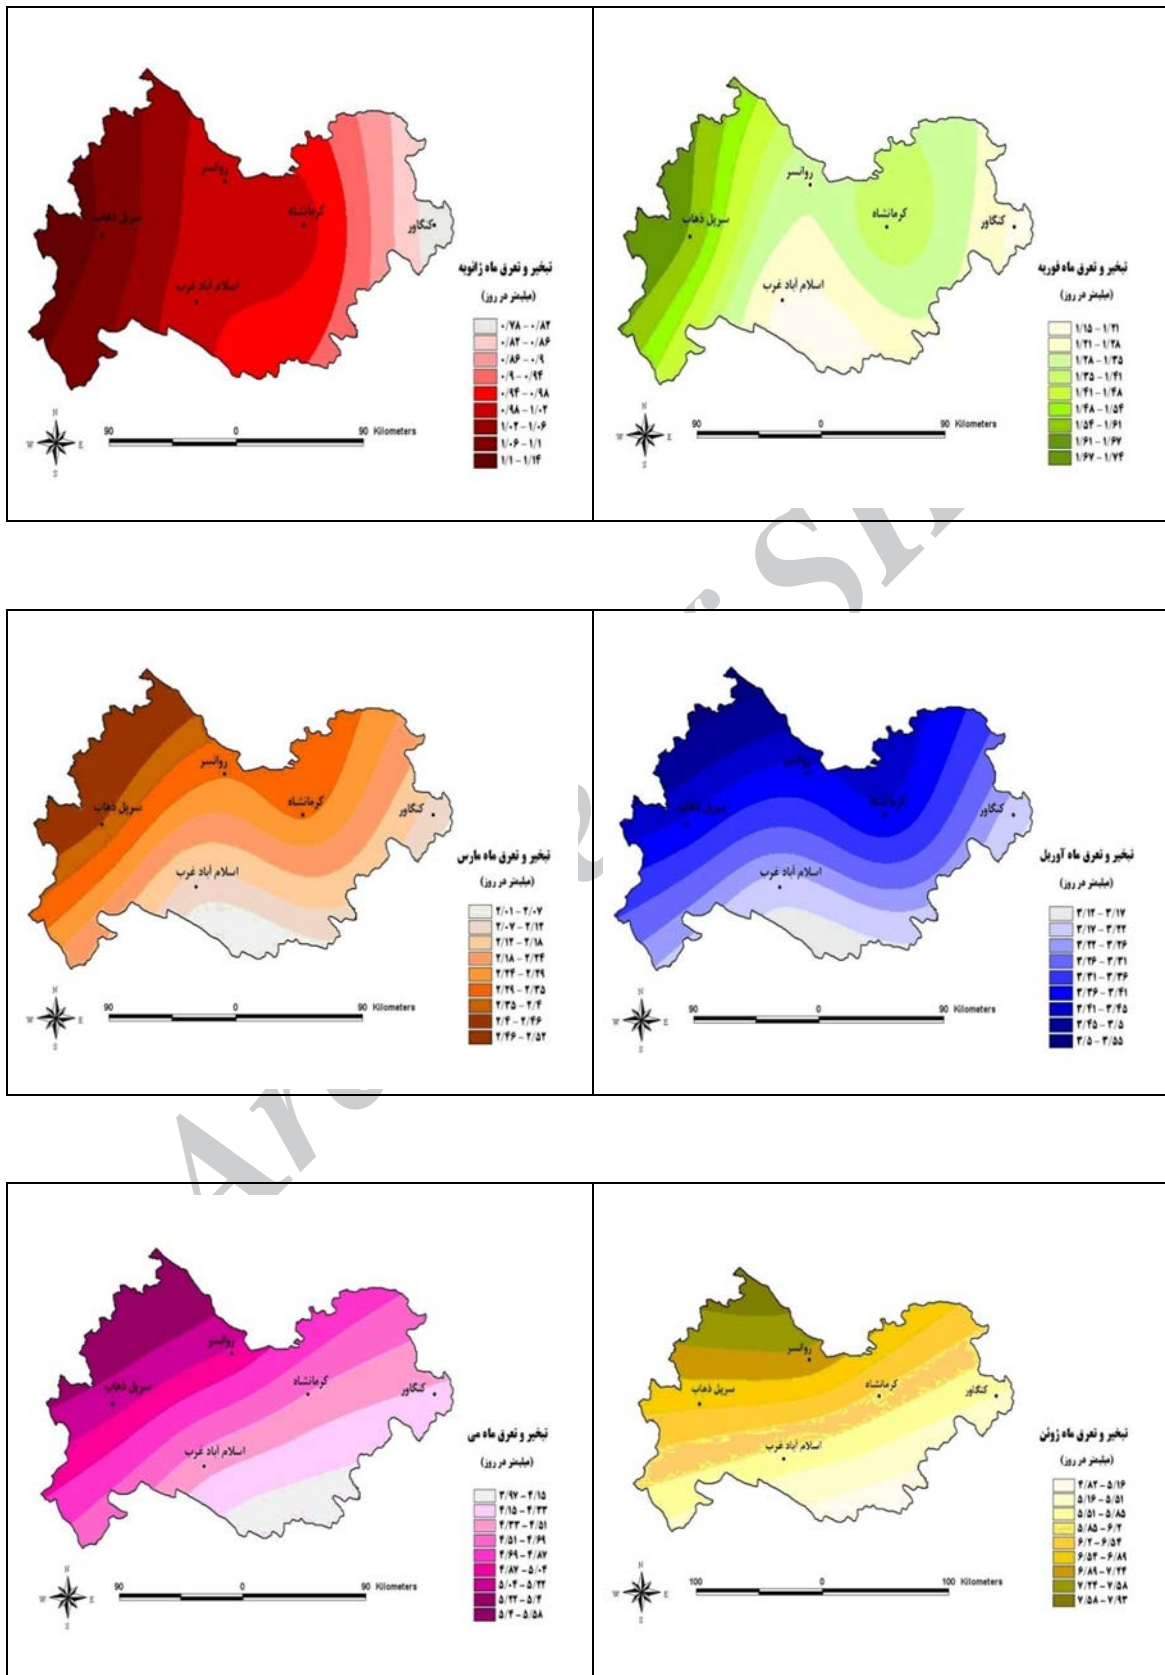 روانسر
سرپل ذهاب
کرمانشاه
کنگاور
اسلام آباد غرب
تبخیر و تعرق ماه ژانویه
(میلیمتر در روز)
۰/۷۸ – ۰/۸۲
۰/۸۲ – ۰/۸۶
۰/۸۶ – ۰/۹
۰/۹ – ۰/۹۴
۰/۹۴ – ۰/۹۸
۰/۹۸ – ۱/۰۲
۱/۰۲ – ۱/۰۶
۱/۰۶ – ۱/۱
۱/۱ – ۱/۱۴
N
W E
S
90 0 90 Kilometers
روانسر
سرپل ذهاب
کرمانشاه
کنگاور
اسلام آباد غرب
تبخیر و تعرق ماه فوریه
(میلیمتر در روز)
۱/۱۵ – ۱/۲۱
۱/۲۱ – ۱/۲۸
۱/۲۸ – ۱/۳۵
۱/۳۵ – ۱/۴۱
۱/۴۱ – ۱/۴۸
۱/۴۸ – ۱/۵۴
۱/۵۴ – ۱/۶۱
۱/۶۱ – ۱/۶۷
۱/۶۷ – ۱/۷۴
N
W E
S
90 0 90 Kilometers
روانسر
سرپل ذهاب
کرمانشاه
کنگاور
اسلام آباد غرب
تبخیر و تعرق ماه مارس
(میلیمتر در روز)
۲/۰۱ – ۲/۰۷
۲/۰۷ – ۲/۱۲
۲/۱۲ – ۲/۱۸
۲/۱۸ – ۲/۲۴
۲/۲۴ – ۲/۲۹
۲/۲۹ – ۲/۳۵
۲/۳۵ – ۲/۴
۲/۴ – ۲/۴۶
۲/۴۶ – ۲/۵۲
N
W E
S
90 0 90 Kilometers
روانسر
سرپل ذهاب
کرمانشاه
کنگاور
اسلام آباد غرب
تبخیر و تعرق ماه آوریل
(میلیمتر در روز)
۳/۱۲ – ۳/۱۷
۳/۱۷ – ۳/۲۲
۳/۲۲ – ۳/۲۶
۳/۲۶ – ۳/۳۱
۳/۳۱ – ۳/۳۶
۳/۳۶ – ۳/۴۱
۳/۴۱ – ۳/۴۵
۳/۴۵ – ۳/۵
۳/۵ – ۳/۵۵
N
W E
S
90 0 90 Kilometers
روانسر
سرپل ذهاب
کرمانشاه
کنگاور
اسلام آباد غرب
تبخیر و تعرق ماه می
(میلیمتر در روز)
۳/۹۷ – ۴/۱۵
۴/۱۵ – ۴/۳۳
۴/۳۳ – ۴/۵۱
۴/۵۱ – ۴/۶۹
۴/۶۹ – ۴/۸۷
۴/۸۷ – ۵/۰۴
۵/۰۴ – ۵/۲۲
۵/۲۲ – ۵/۴
۵/۴ – ۵/۵۸
N
W E
S
90 0 90 Kilometers
روانسر
سرپل ذهاب
کرمانشاه
کنگاور
اسلام آباد غرب
تبخیر و تعرق ماه ژوئن
(میلیمتر در روز)
۴/۸۲ – ۵/۱۶
۵/۱۶ – ۵/۵۱
۵/۵۱ – ۵/۸۵
۵/۸۵ – ۶/۲
۶/۲ – ۶/۵۴
۶/۵۴ – ۶/۸۹
۶/۸۹ – ۷/۲۴
۷/۲۴ – ۷/۵۸
۷/۵۸ – ۷/۹۳
N
W E
S
100 0 100 Kilometers